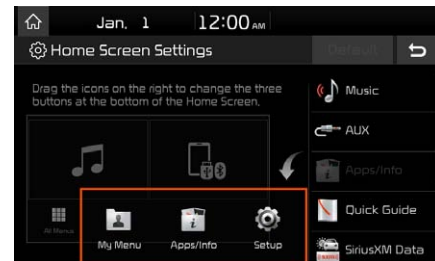 Jan. 1 12:00 AM
Home Screen Settings Default
Drag the icons on the right to change the three
buttons at the bottom of the Home Screen.
Music
AUX
Apps/Info
Quick Guide
SiriusXM Data
All Menus
My Menu Apps/Info Setup